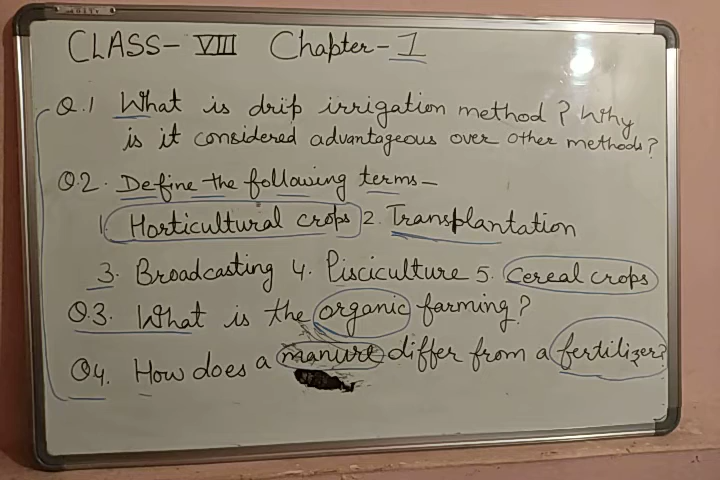 CLASS- VIII Chapter- 1
Q.1 What is drip irrigation method? Why
is it considered advantageous over other methods?
Q.2. Define the following terms-
1. Horticultural crops 2. Transplantation
3. Broadcasting 4. Pisciculture 5. Cereal crops
Q.3. What is the organic farming?
Q4. How does a manure differ from a fertilizer?